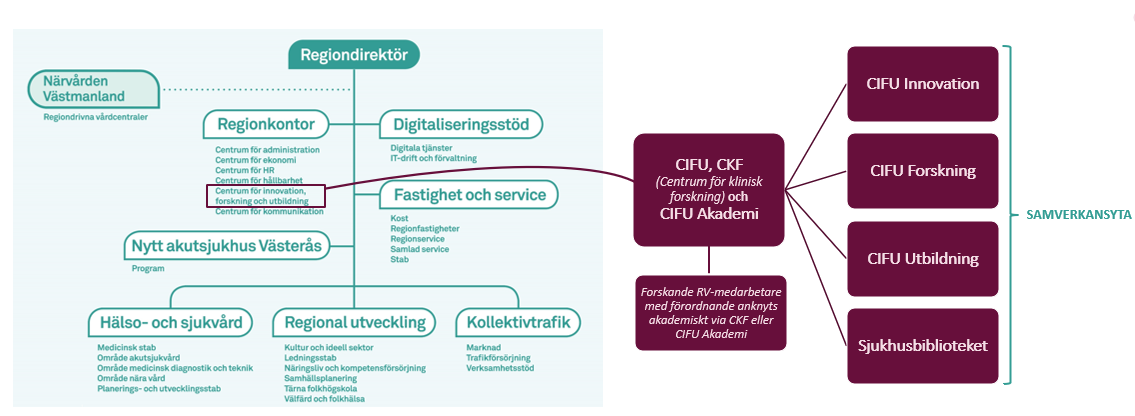 Regiondirektör
Närvården
Västmanland
Regiondrivna vårdcentraler
Regionkontor
Centrum för administration
Centrum för ekonomi
Centrum för HR
Centrum för hållbarhet
Centrum för innovation,
forskning och utbildning
Centrum för kommunikation
Digitaliseringsstöd
Digitala tjänster
IT-drift och förvaltning
Fastighet och service
Kost
Regionfastigheter
Regionservice
Samlad service
Stab
Nytt akutsjukhus Västerås
Program
Hälso- och sjukvård
Medicinsk stab
Område akutsjukvård
Område medicinsk diagnostik och teknik
Område nära vård
Planerings- och utvecklingsstab
Regional utveckling
Kultur och ideell sektor
Ledningsstab
Näringsliv och kompetensförsörjning
Samhällsplanering
Tärna folkhögskola
Välfärd och folkhälsa
Kollektivtrafik
Marknad
Trafikförsörjning
Verksamhetsstöd
CIFU, CKF
(Centrum för klinisk
forskning) och
CIFU Akademi
Forskande RV-medarbetare
med förordnande anknyts
akademiskt via CKF eller
CIFU Akademi
CIFU Innovation
CIFU Forskning
CIFU Utbildning
Sjukhusbiblioteket
SAMVERKANSYTA